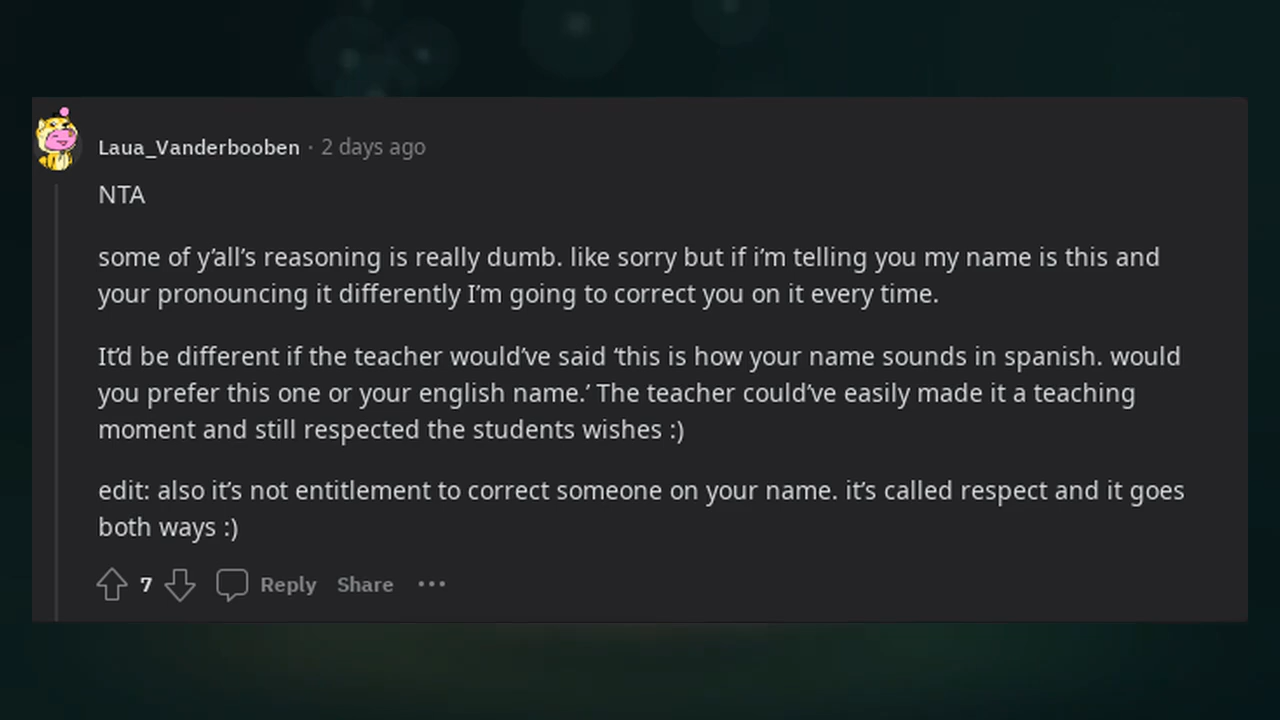 Laua_Vanderbooben · 2 days ago
NTA
some of y’all’s reasoning is really dumb. like sorry but if i’m telling you my name is this and
your pronouncing it differently I’m going to correct you on it every time.
It’d be different if the teacher would’ve said ‘this is how your name sounds in spanish. would
you prefer this one or your english name.’ The teacher could’ve easily made it a teaching
moment and still respected the students wishes :)
edit: also it’s not entitlement to correct someone on your name. it’s called respect and it goes
both ways :)
7 Reply Share ···